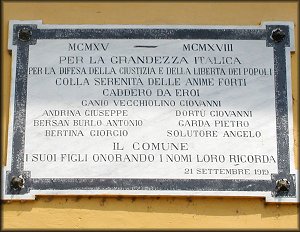 MCMXV — MCMXVIII
PER LA GRANDEZZA ITALICA
PER LA DIFESA DELLA GIUSTIZIA E DELLA LIBERTA DEI POPOLI
COLLA SERENITA DELLE ANIME FORTI
CADDERO DA EROI
GANIO VECCHIOLINO GIOVANNI
ANDRINA GIUSEPPE DORTU GIOVANNI
BERSAN BURLO ANTONIO GARDA PIETRO
BERTINA GIORGIO SOLUTORE ANGELO
IL COMUNE
I SUOI FIGLI ONORANDO I NOMI LORO RICORDA
21 SETTEMBRE 1919